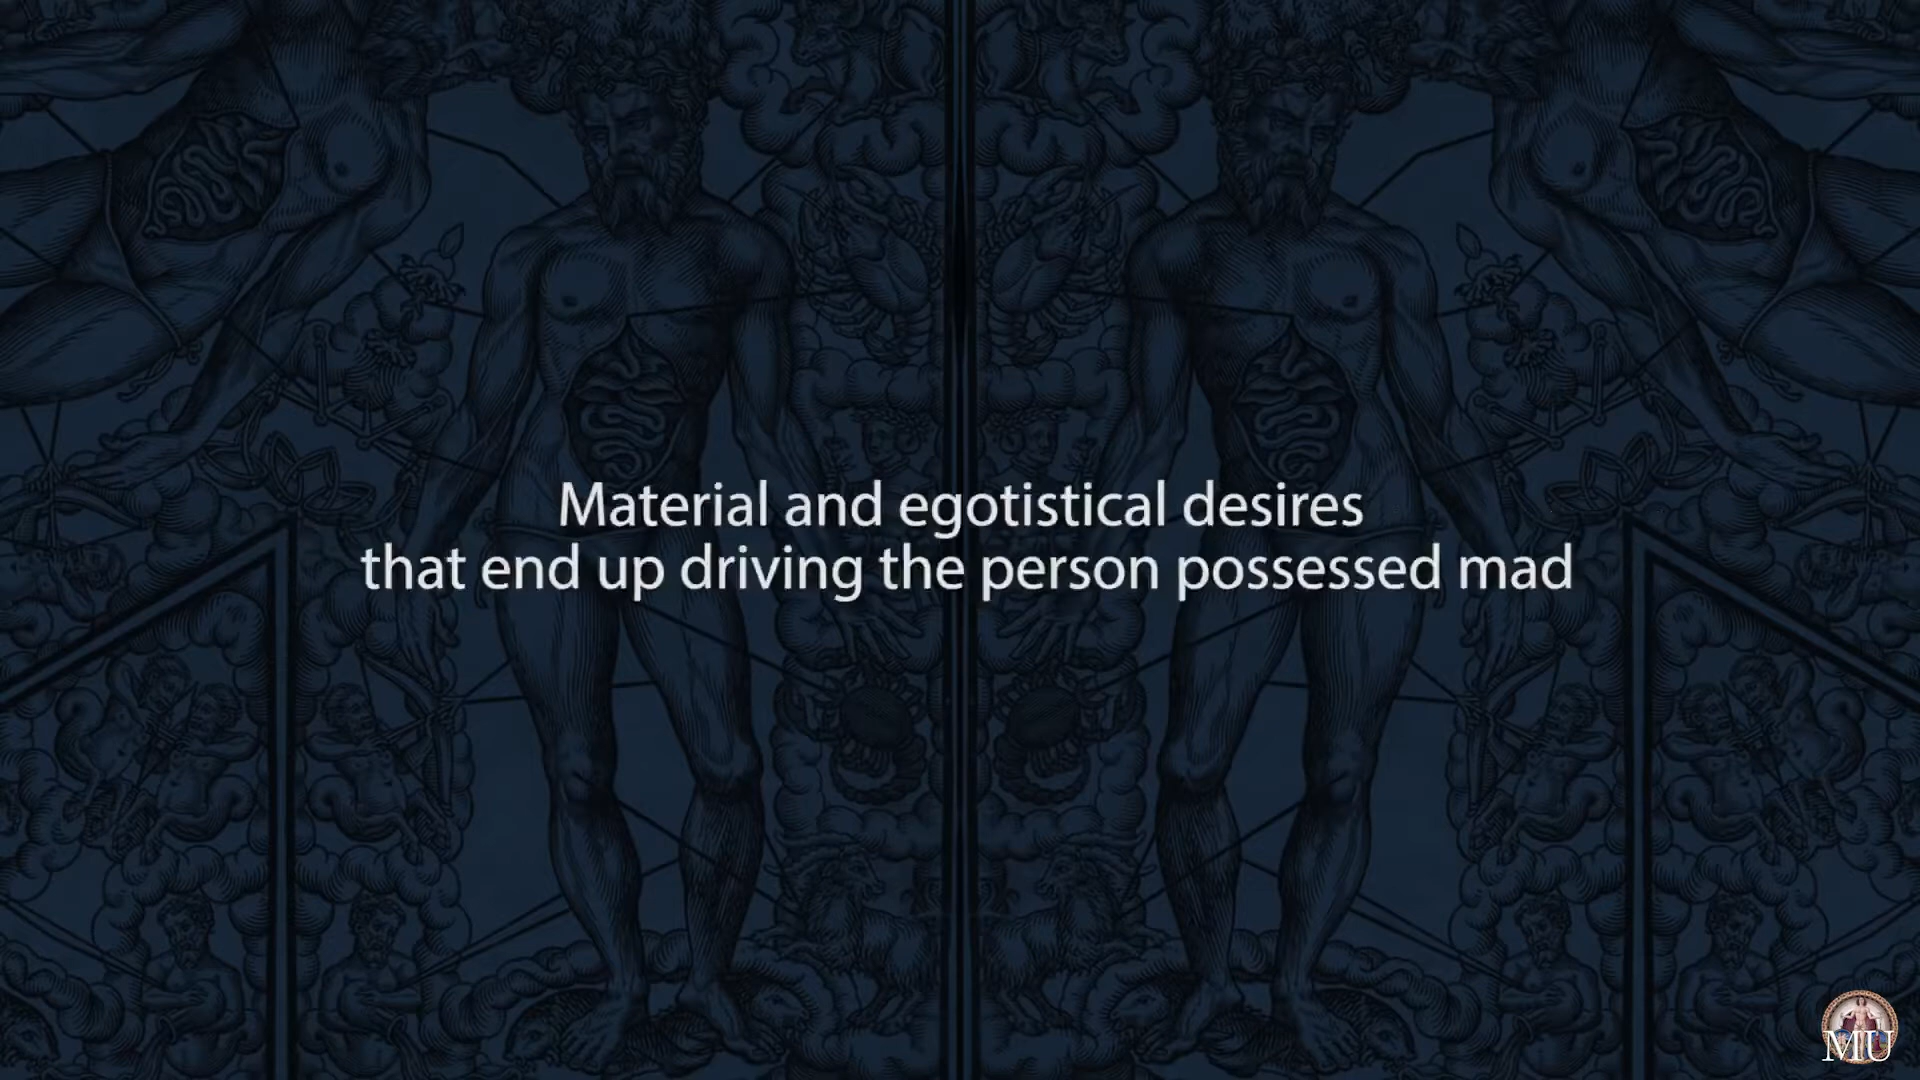 Material and egotistical desires
that end up driving the person possessed mad
MU